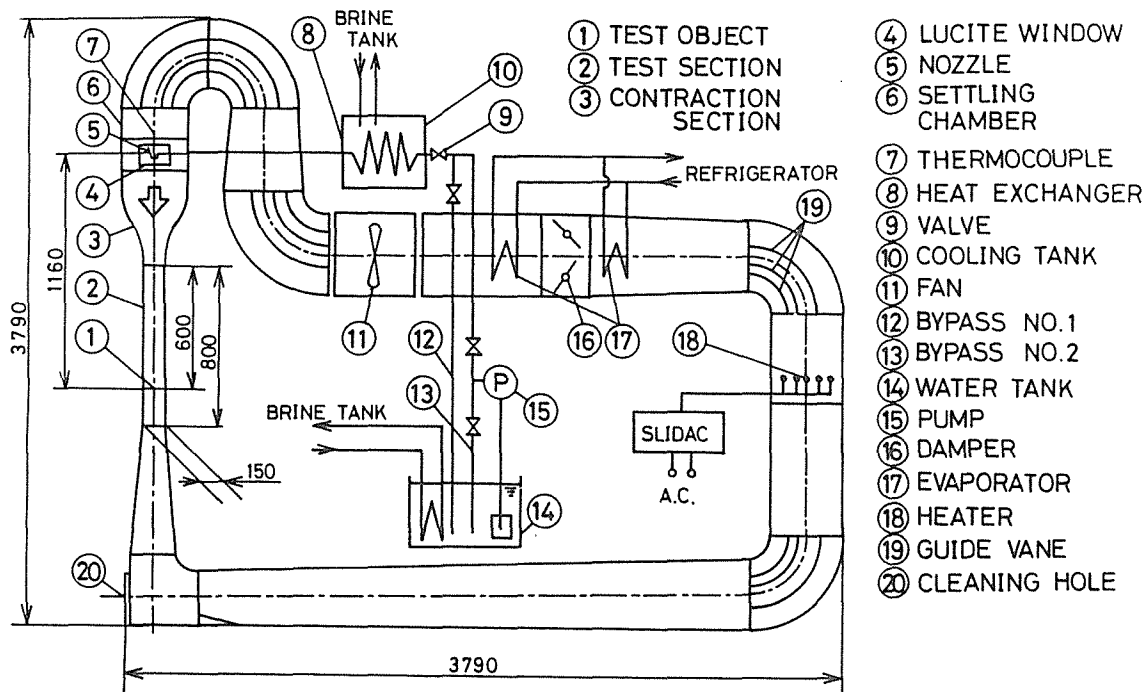 BRINE
TANK
① TEST OBJECT
② TEST SECTION
③ CONTRACTION
SECTION
④ LUCITE WINDOW
⑤ NOZZLE
⑥ SETTLING
CHAMBER
⑦ THERMOCOUPLE
⑧ HEAT EXCHANGER
⑨ VALVE
⑩ COOLING TANK
⑪ FAN
⑫ BYPASS NO.1
⑬ BYPASS NO.2
⑭ WATER TANK
⑮ PUMP
⑯ DAMPER
⑰ EVAPORATOR
⑱ HEATER
⑲ GUIDE VANE
⑳ CLEANING HOLE
⑦
⑥
⑤
④
③
②
①
⑧
⑩
⑨
REFRIGERATOR
⑲
3790
1160
600
800
⑪
⑫
⑬
P
⑮
⑯
⑰
⑱
BRINE TANK
SLIDAC
A.C.
150
⑭
⑳
3790